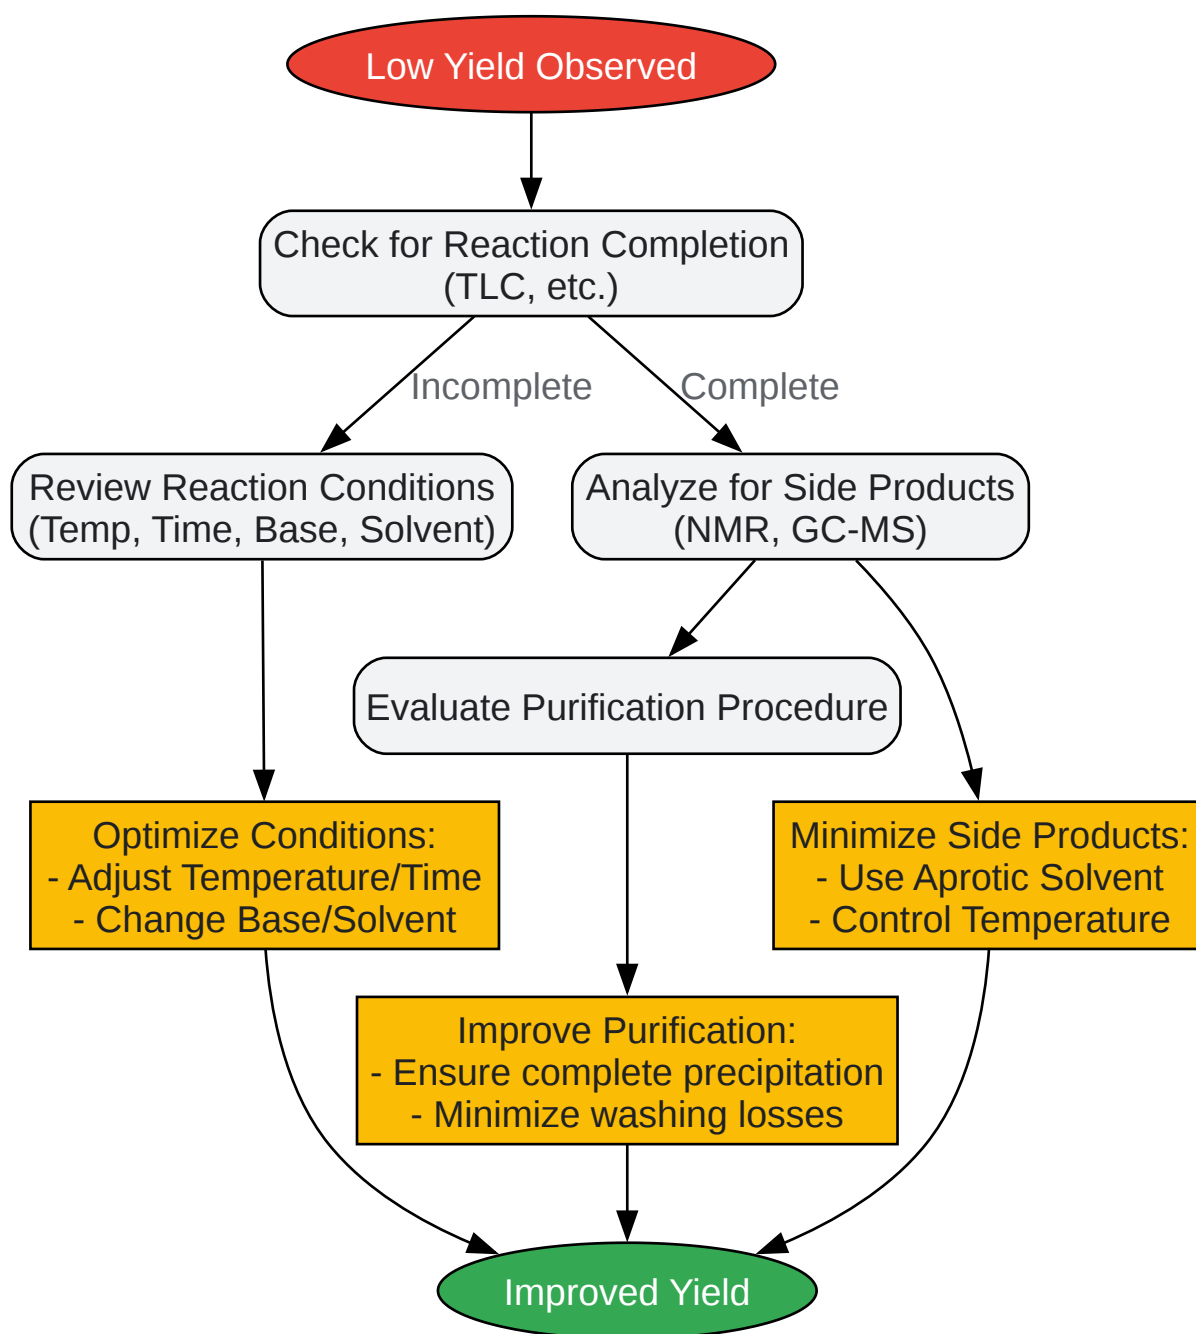 Low Yield Observed
Check for Reaction Completion
(TLC, etc.)
Incomplete
Complete
Review Reaction Conditions
(Temp, Time, Base, Solvent)
Analyze for Side Products
(NMR, GC-MS)
Evaluate Purification Procedure
Optimize Conditions:
- Adjust Temperature/Time
- Change Base/Solvent
Minimize Side Products:
- Use Aprotic Solvent
- Control Temperature
Improve Purification:
- Ensure complete precipitation
- Minimize washing losses
Improved Yield